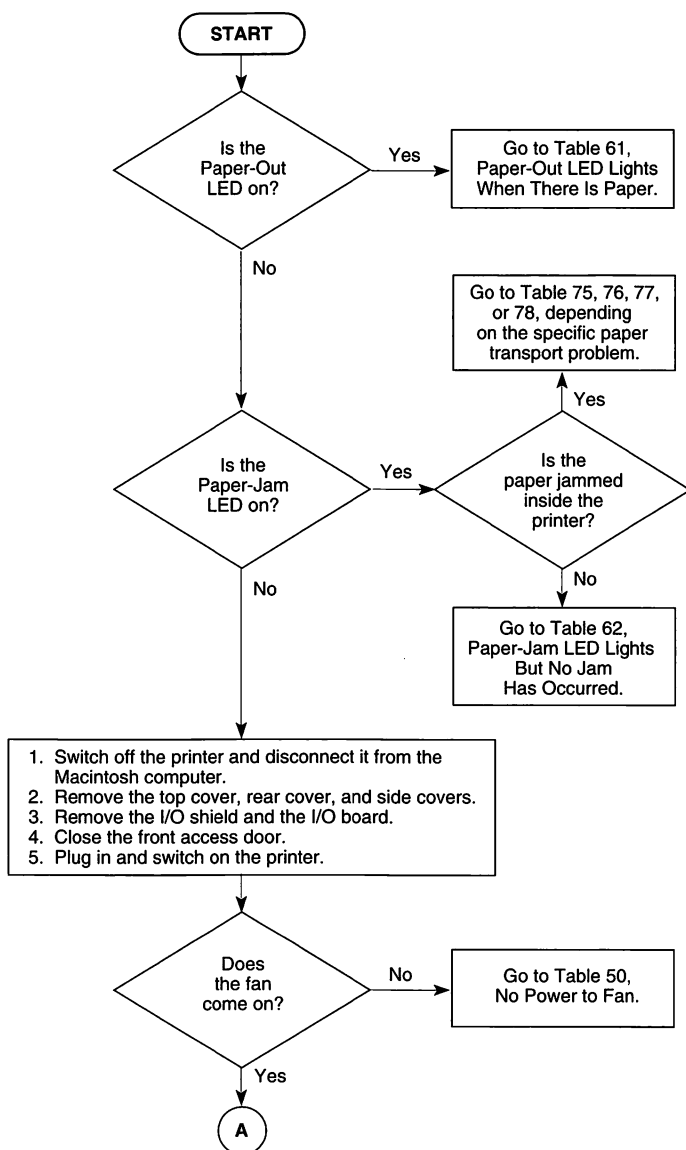 START
Is the
Paper-Out
LED on?
Yes
Go to Table 61,
Paper-Out LED Lights
When There Is Paper.
No
Go to Table 75, 76, 77,
or 78, depending
on the specific paper
transport problem.
Yes
Is the
Paper-Jam
LED on?
Yes
Is the
paper jammed
inside the
printer?
No
No
Go to Table 62,
Paper-Jam LED Lights
But No Jam
Has Occurred.
1. Switch off the printer and disconnect it from the
Macintosh computer.
2. Remove the top cover, rear cover, and side covers.
3. Remove the I/O shield and the I/O board.
4. Close the front access door.
5. Plug in and switch on the printer.
Does
the fan
come on?
No
Go to Table 50,
No Power to Fan.
Yes
A